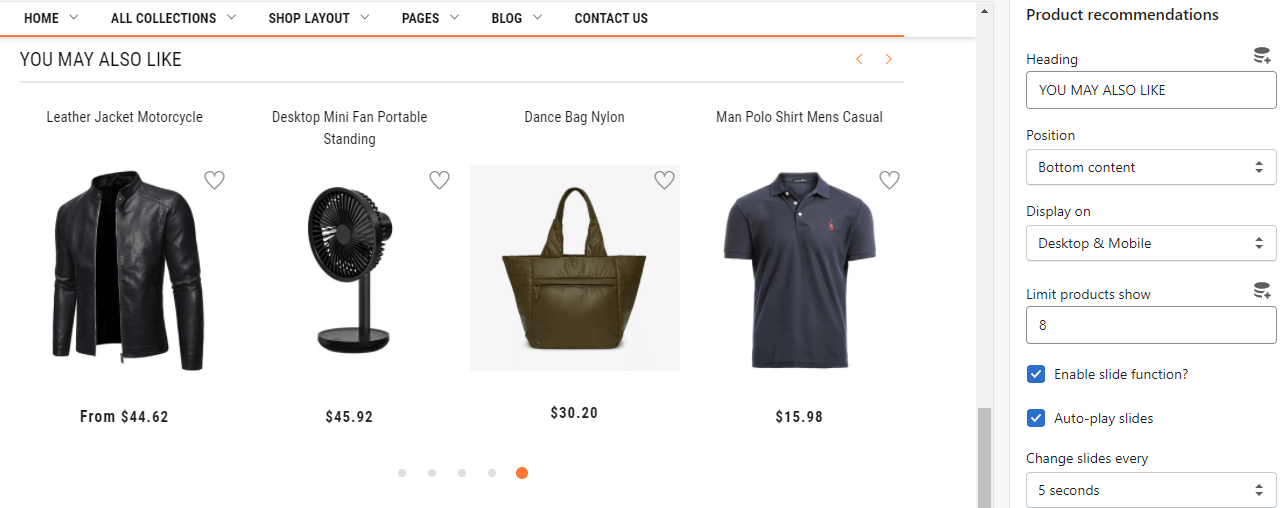 HOME ALL COLLECTIONS SHOP LAYOUT PAGES BLOG CONTACT US
YOU MAY ALSO LIKE
Leather Jacket Motorcycle
Desktop Mini Fan Portable
Standing
Dance Bag Nylon
Man Polo Shirt Mens Casual
From $44.62
$45.92
$30.20
$15.98
Product recommendations
Heading
YOU MAY ALSO LIKE
Position
Bottom content
Display on
Desktop & Mobile
Limit products show
8
Enable slide function?
Auto-play slides
Change slides every
5 seconds